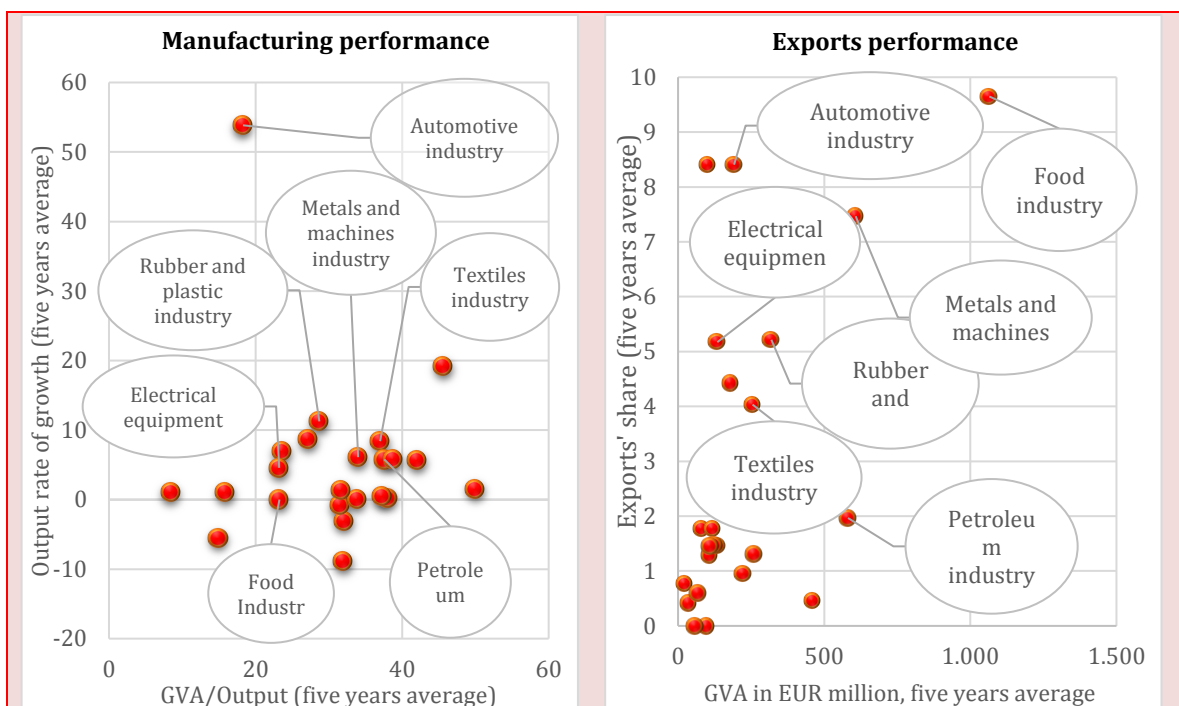 Manufacturing performance
60
50
40
30
20
10
0
-10
-20
0
20
40
60
Output rate of growth (five years average)
GVA/Output (five years average)
Automotive
industry
Metals and
machines
industry
Rubber and
plastic
industry
Textiles
industry
Electrical
equipment
Food
Industr
Petrole
um
Exports performance
10
9
8
7
6
5
4
3
2
1
0
0
500
1.000
1.500
Exports' share (five years average)
GVA in EUR million, five years average
Automotive
industry
Food
industry
Electrical
equipmen
Metals and
machines
Rubber
and
Textiles
industry
Petroleu
m
industry